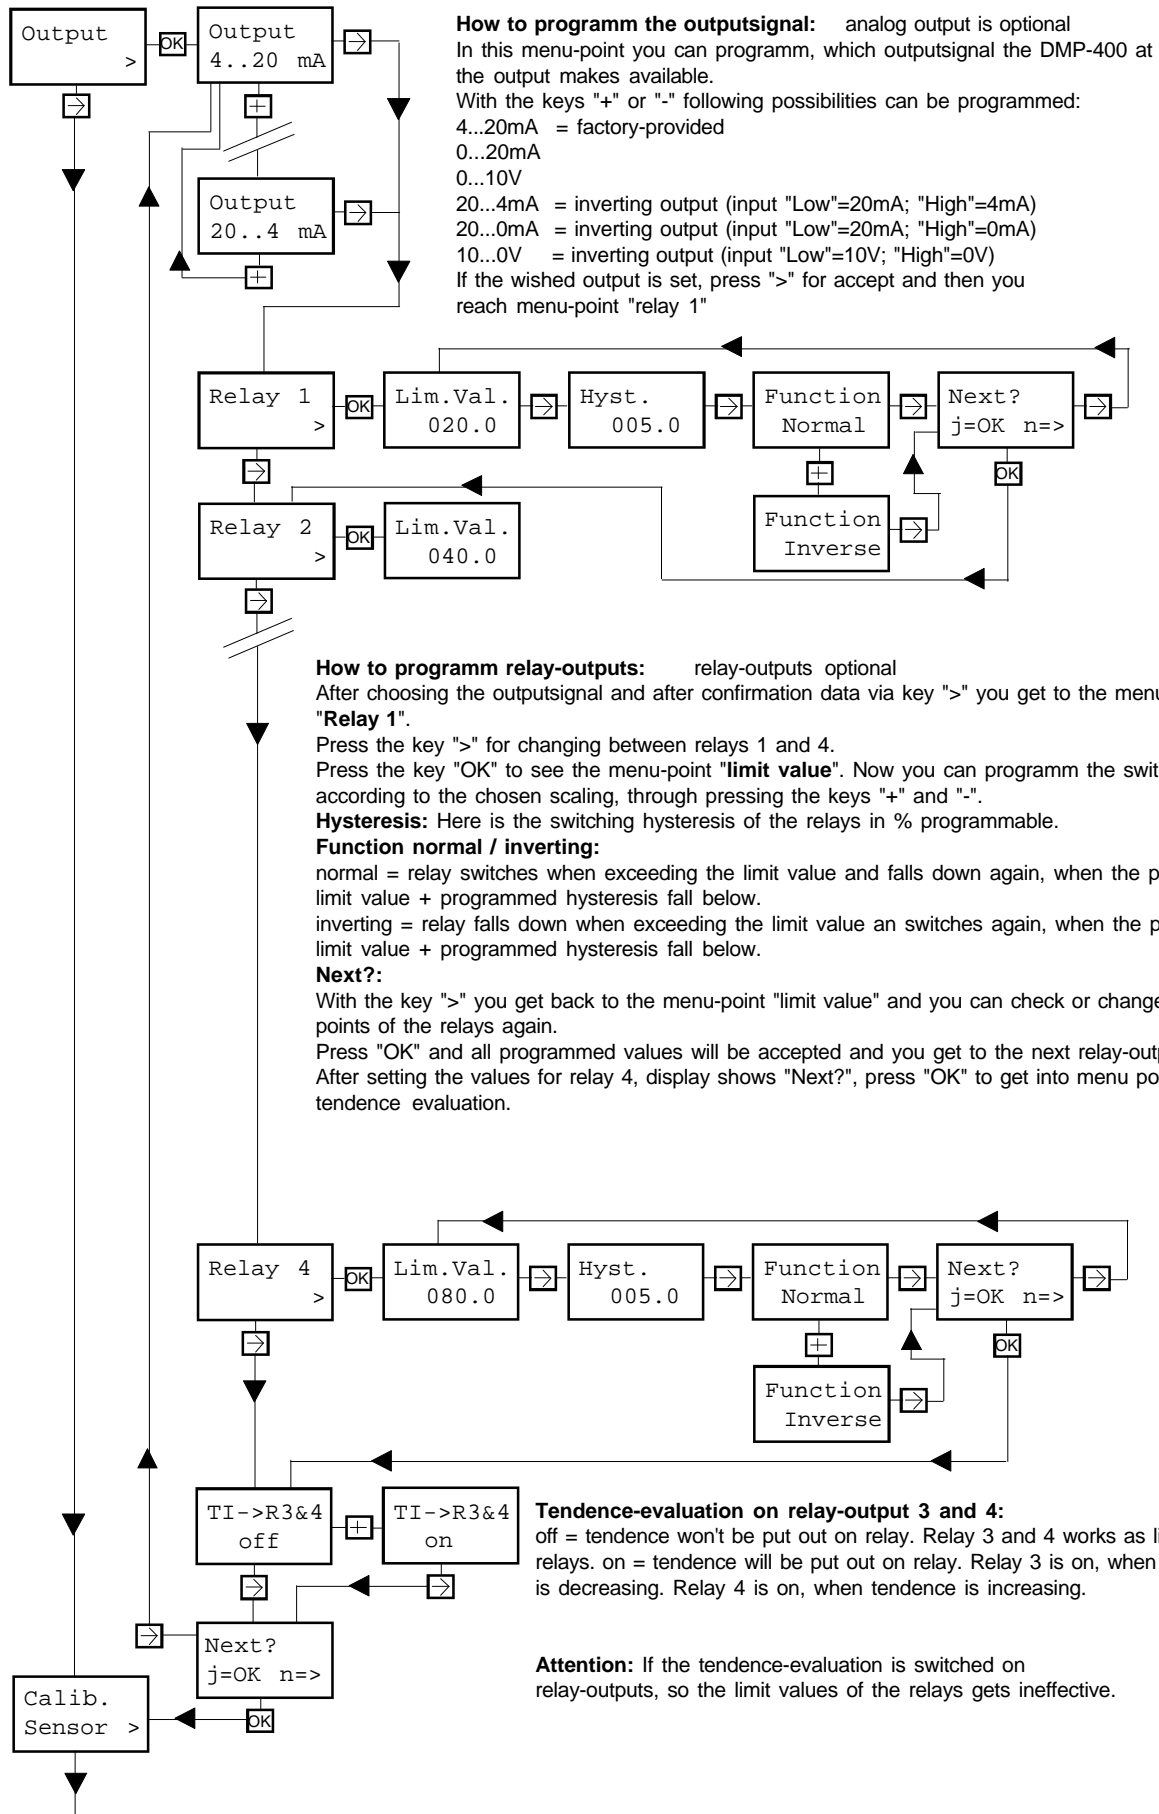 Output
>
OK
Output
4..20 mA
Output
20..4 mA
How to programm the outputsignal: analog output is optional
In this menu-point you can programm, which outputsignal the DMP-400 at
the output makes available.
With the keys "+" or "-" following possibilities can be programmed:
4...20mA = factory-provided
0...20mA
0...10V
20...4mA = inverting output (input "Low"=20mA; "High"=4mA)
20...0mA = inverting output (input "Low"=20mA; "High"=0mA)
10...0V = inverting output (input "Low"=10V; "High"=0V)
If the wished output is set, press ">" for accept and then you
reach menu-point "relay 1"
Relay 1
>
OK
Lim.Val.
020.0
Hyst.
005.0
Function
Normal
Next?
j=OK n=>
OK
Function
Inverse
Relay 2
>
OK
Lim.Val.
040.0
How to programm relay-outputs: relay-outputs optional
After choosing the outputsignal and after confirmation data via key ">" you get to the menu
"Relay 1".
Press the key ">" for changing between relays 1 and 4.
Press the key "OK" to see the menu-point "limit value". Now you can programm the swit
according to the chosen scaling, through pressing the keys "+" and "-".
Hysteresis: Here is the switching hysteresis of the relays in % programmable.
Function normal / inverting:
normal = relay switches when exceeding the limit value and falls down again, when the p
limit value + programmed hysteresis fall below.
inverting = relay falls down when exceeding the limit value an switches again, when the p
limit value + programmed hysteresis fall below.
Next?:
With the key ">" you get back to the menu-point "limit value" and you can check or change
points of the relays again.
Press "OK" and all programmed values will be accepted and you get to the next relay-out
After setting the values for relay 4, display shows "Next?", press "OK" to get into menu po
tendence evaluation.
Relay 4
>
OK
Lim.Val.
080.0
Hyst.
005.0
Function
Normal
Next?
j=OK n=>
OK
Function
Inverse
TI->R3&4
off
TI->R3&4
on
Tendence-evaluation on relay-output 3 and 4:
off = tendence won't be put out on relay. Relay 3 and 4 works as li
relays. on = tendence will be put out on relay. Relay 3 is on, when
is decreasing. Relay 4 is on, when tendence is increasing.
Next?
j=OK n=>
OK
Attention: If the tendence-evaluation is switched on
relay-outputs, so the limit values of the relays gets ineffective.
Calib.
Sensor >